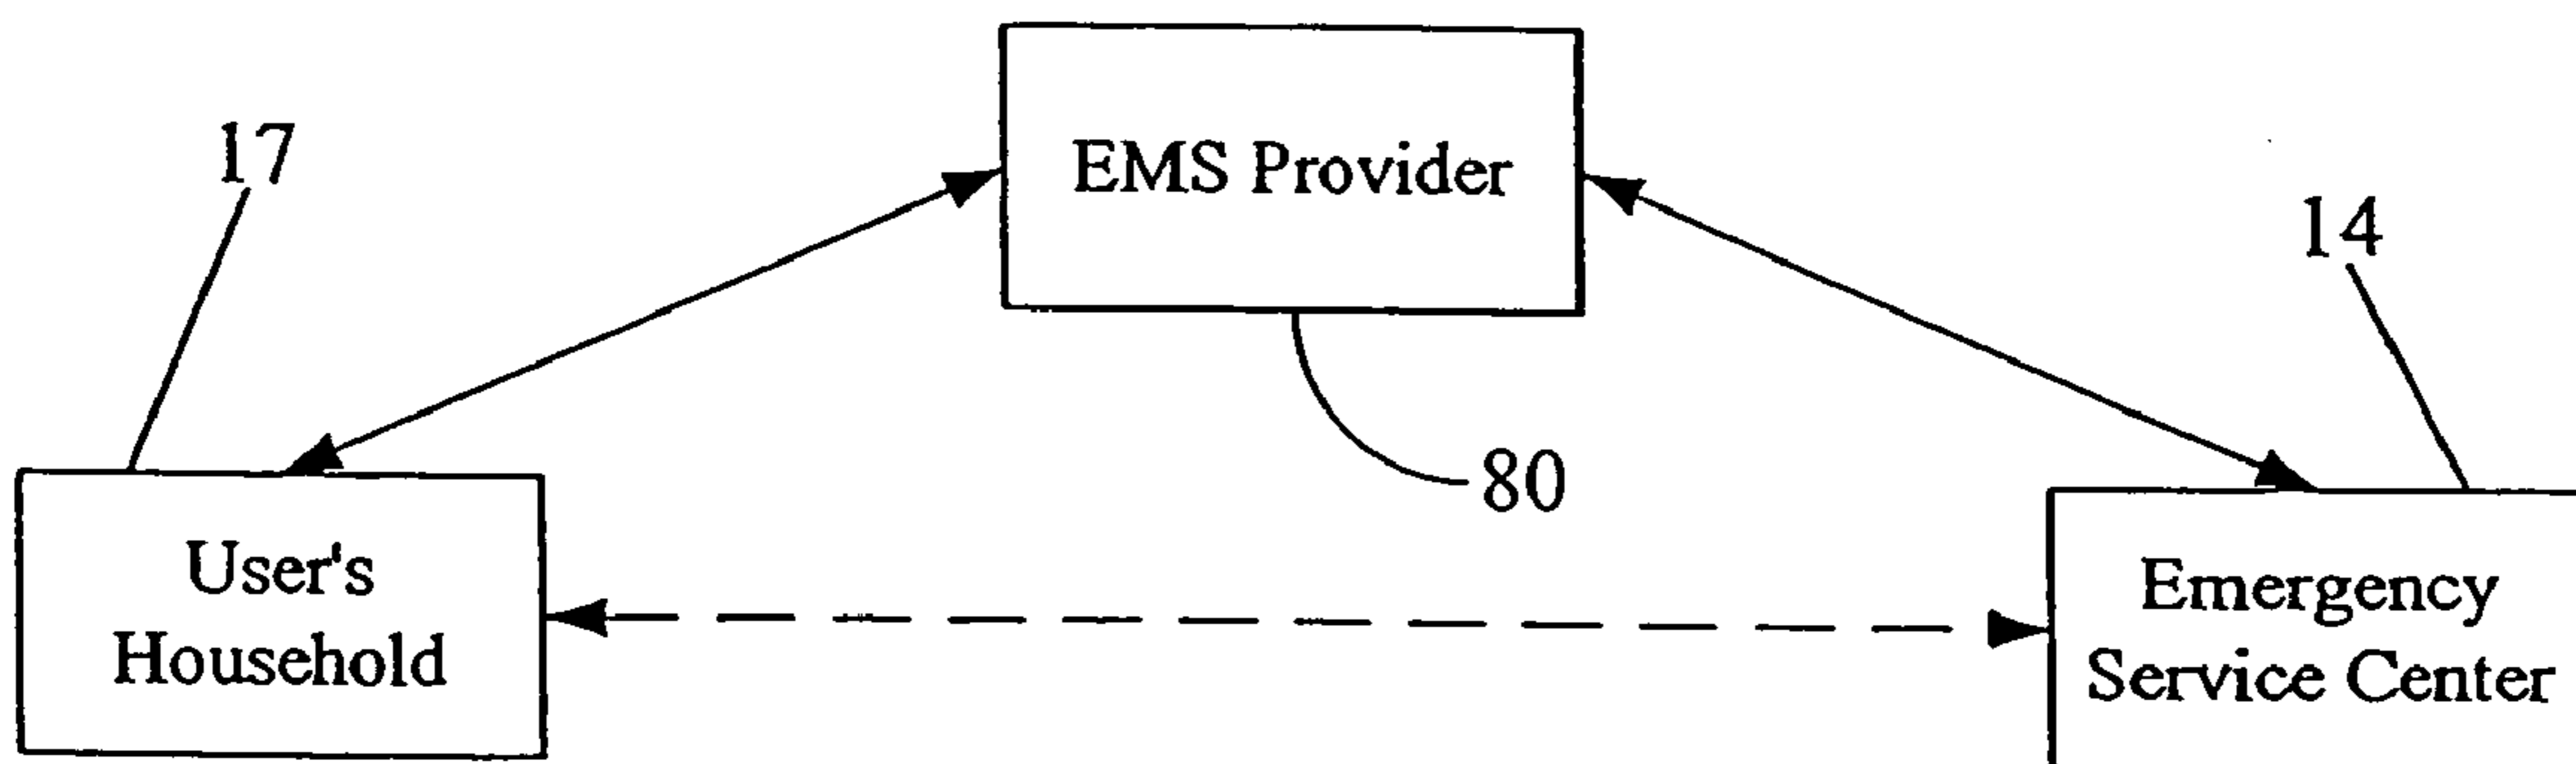 17
EMS Provider
14
80
User's
Household
Emergency
Service Center